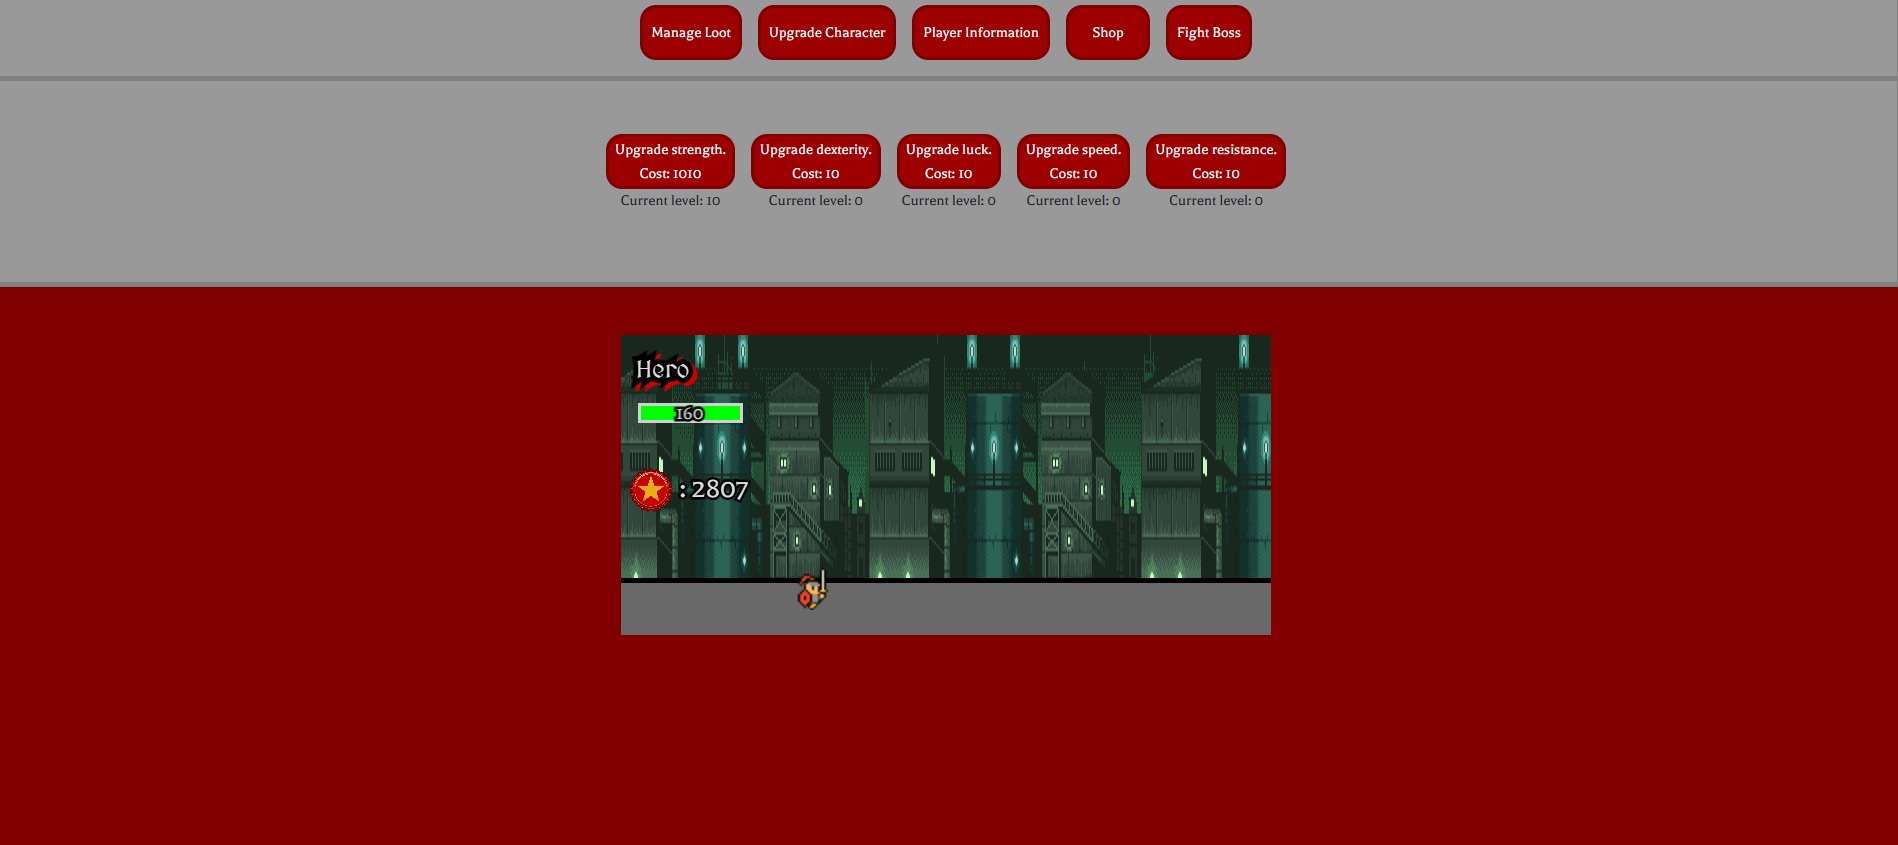 Manage Loot
Upgrade Character
Player Information
Shop
Fight Boss
Upgrade strength.
Cost: 1010
Current level: 10
Upgrade dexterity.
Cost: 10
Current level: 0
Upgrade luck.
Cost: 10
Current level: 0
Upgrade speed.
Cost: 10
Current level: 0
Upgrade resistance.
Cost: 10
Current level: 0
Hero
160
: 2807